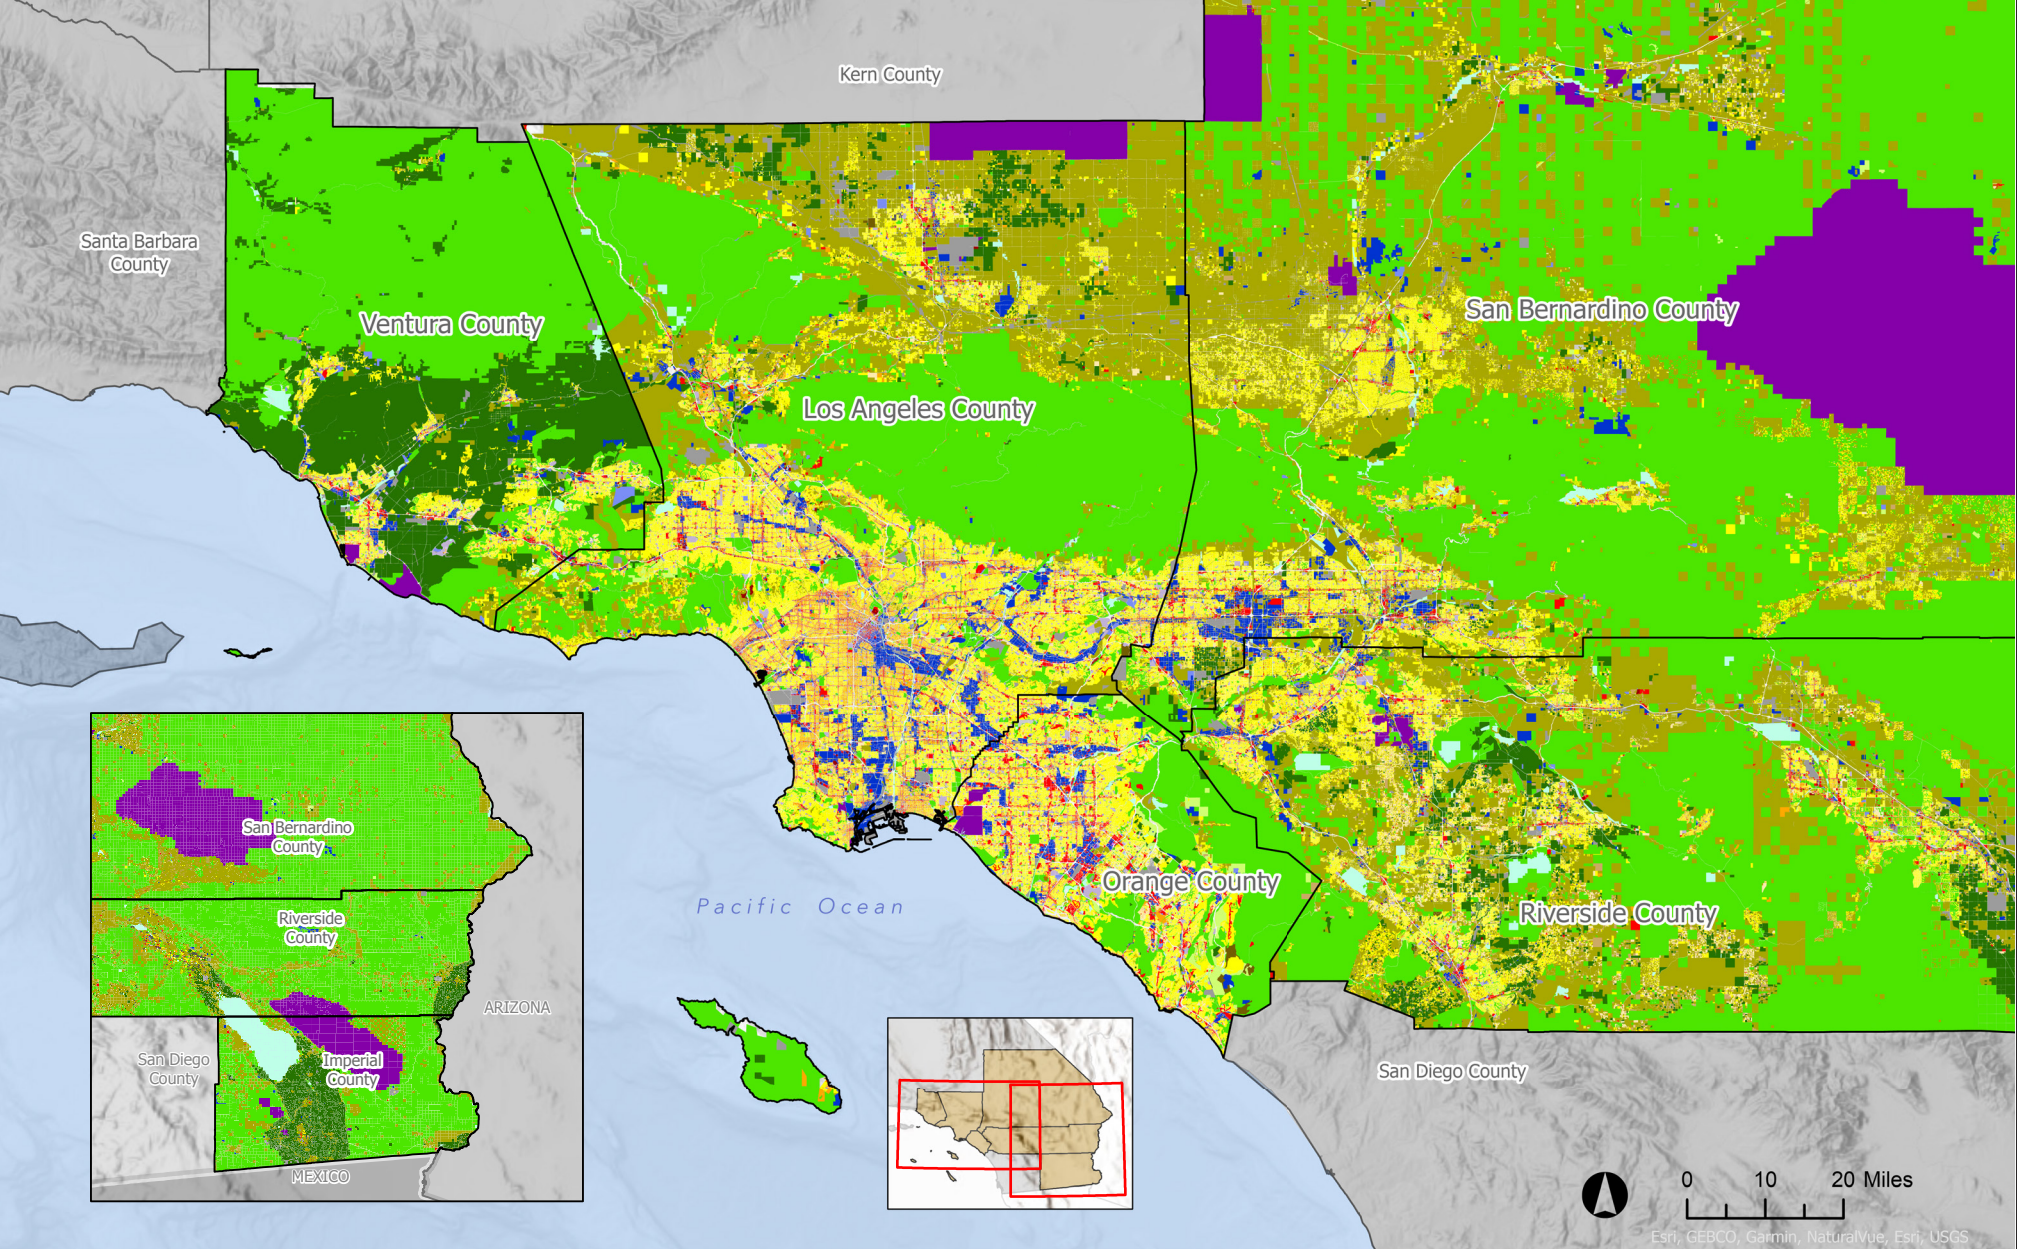 Kern County
Santa Barbara
County
Ventura County
San Bernardino County
Los Angeles County
Orange County
Riverside County
Pacific Ocean
San Diego County
San Bernardino
County
Riverside
County
ARIZONA
San Diego
County
Imperial
County
MEXICO
0 10 20 Miles
Esri, GEBCO, Garmin, NaturalVue, Esri, USGS